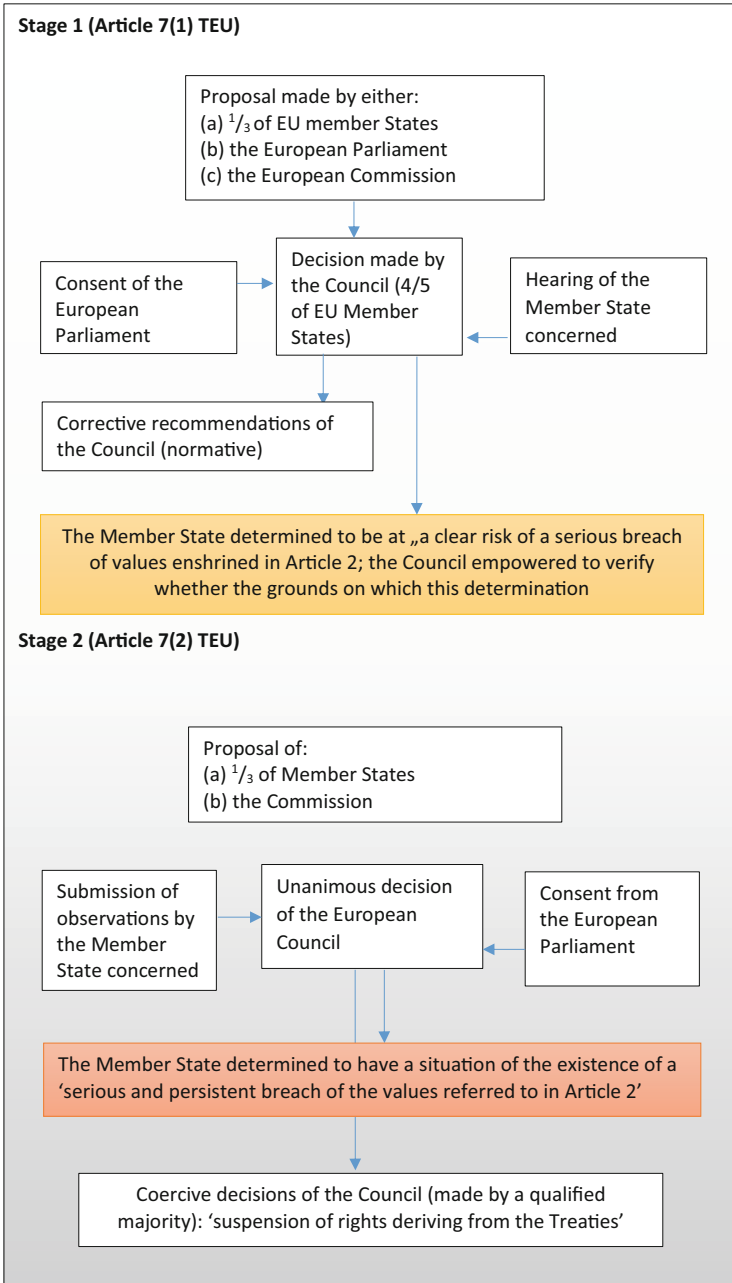 Stage 1 (Article 7(1) TEU)
Proposal made by either:
(a) 1/3 of EU member States
(b) the European Parliament
(c) the European Commission
Consent of the
European
Parliament
Decision made by
the Council (4/5
of EU Member
States)
Hearing of the
Member State
concerned
Corrective recommendations of
the Council (normative)
The Member State determined to be at „a clear risk of a serious breach
of values enshrined in Article 2; the Council empowered to verify
whether the grounds on which this determination
Stage 2 (Article 7(2) TEU)
Proposal of:
(a) 1/3 of Member States
(b) the Commission
Submission of
observations by
the Member
State concerned
Unanimous decision
of the European
Council
Consent from
the European
Parliament
The Member State determined to have a situation of the existence of a
‘serious and persistent breach of the values referred to in Article 2’
Coercive decisions of the Council (made by a qualified
majority): ‘suspension of rights deriving from the Treaties’